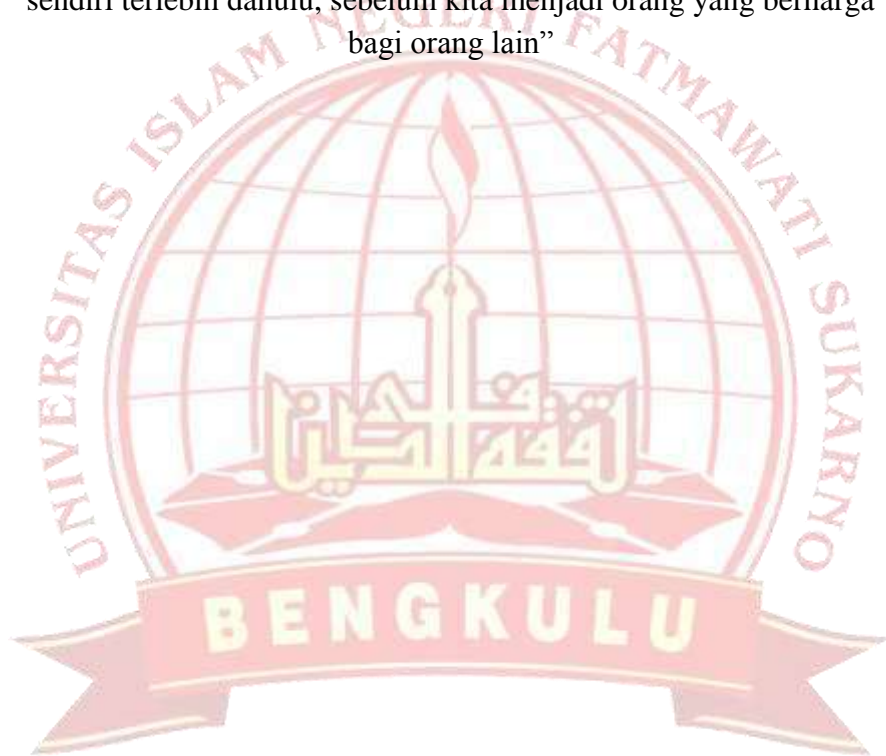 sendiri terlebih dahulu, sebelum kita menjadi orang yang berharga
bagi orang lain”
UNIVERSITAS ISLAM NEGERI FATMAWATI SUKARNO
BENGKULU